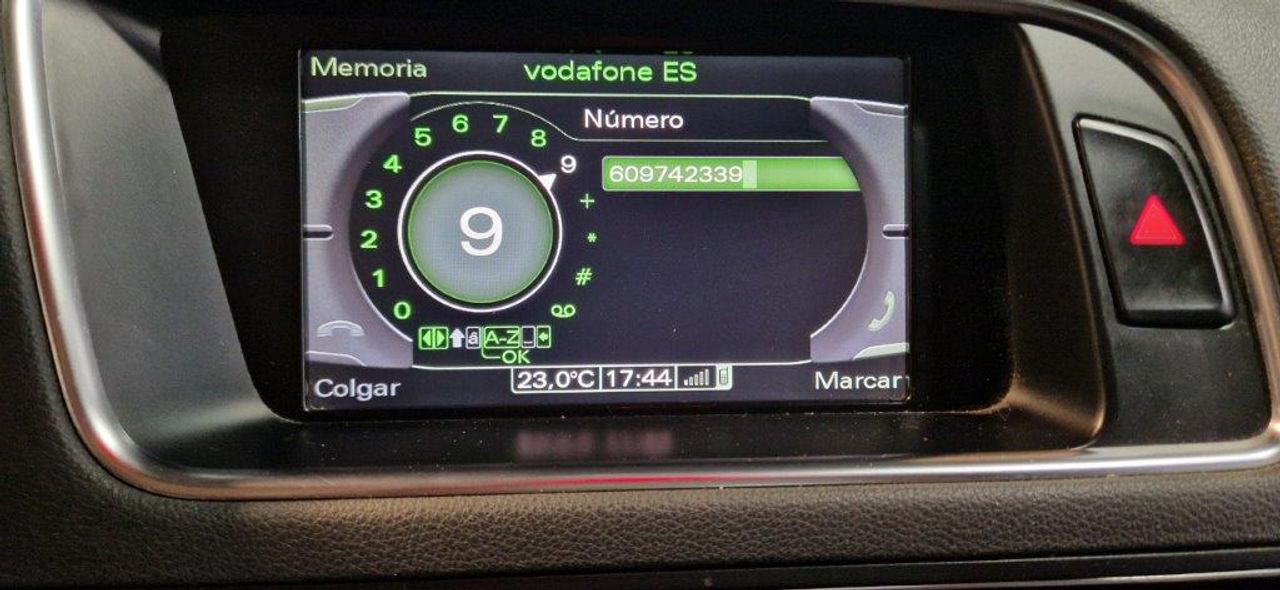 Memoria
vodafone ES
Número
609742339
5 6 7 8
4 9
3 +
2 *
1 #
0
9
A-Z
OK
23,0°C 17:44
Colgar
Marcar